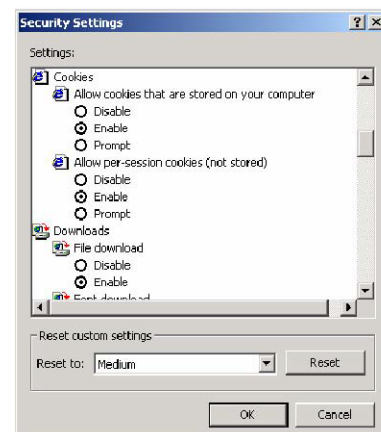 Security Settings
Settings:
Cookies
Allow cookies that are stored on your computer
Disable
Enable
Prompt
Allow per-session cookies (not stored)
Disable
Enable
Prompt
Downloads
File download
Disable
Enable
Font download
Reset custom settings
Reset to: Medium Reset
OK Cancel